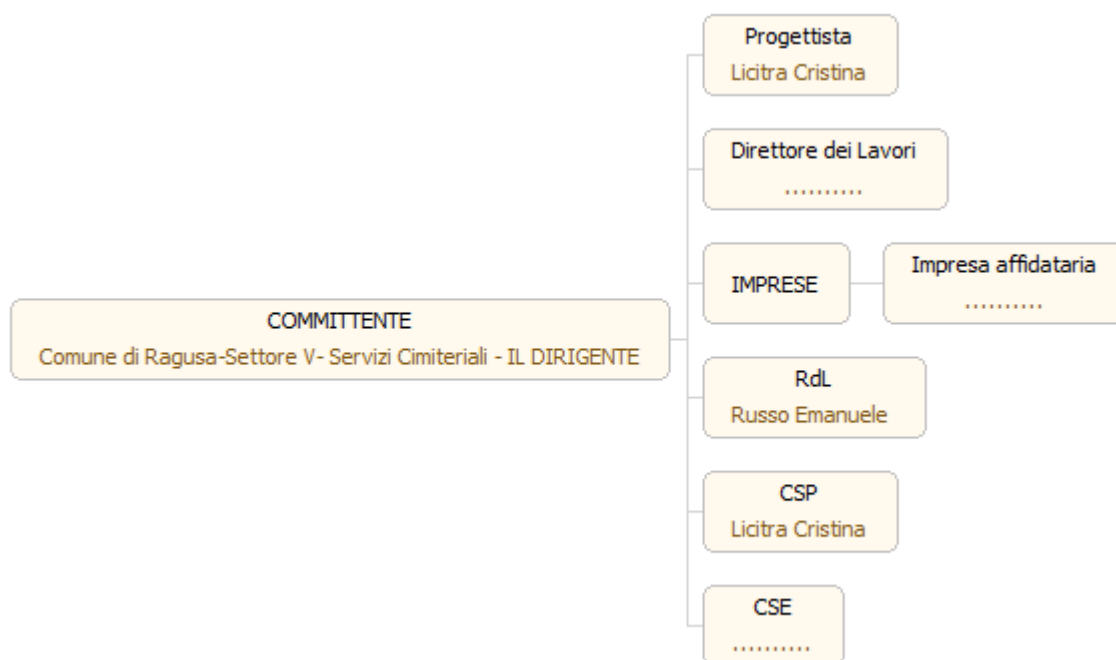 Progettista
Licitra Cristina
Direttore dei Lavori
..........
IMPRESE
Impresa affidataria
..........
COMMITTENTE
Comune di Ragusa-Settore V- Servizi Cimiteriali - IL DIRIGENTE
RdL
Russo Emanuele
CSP
Licitra Cristina
CSE
..........